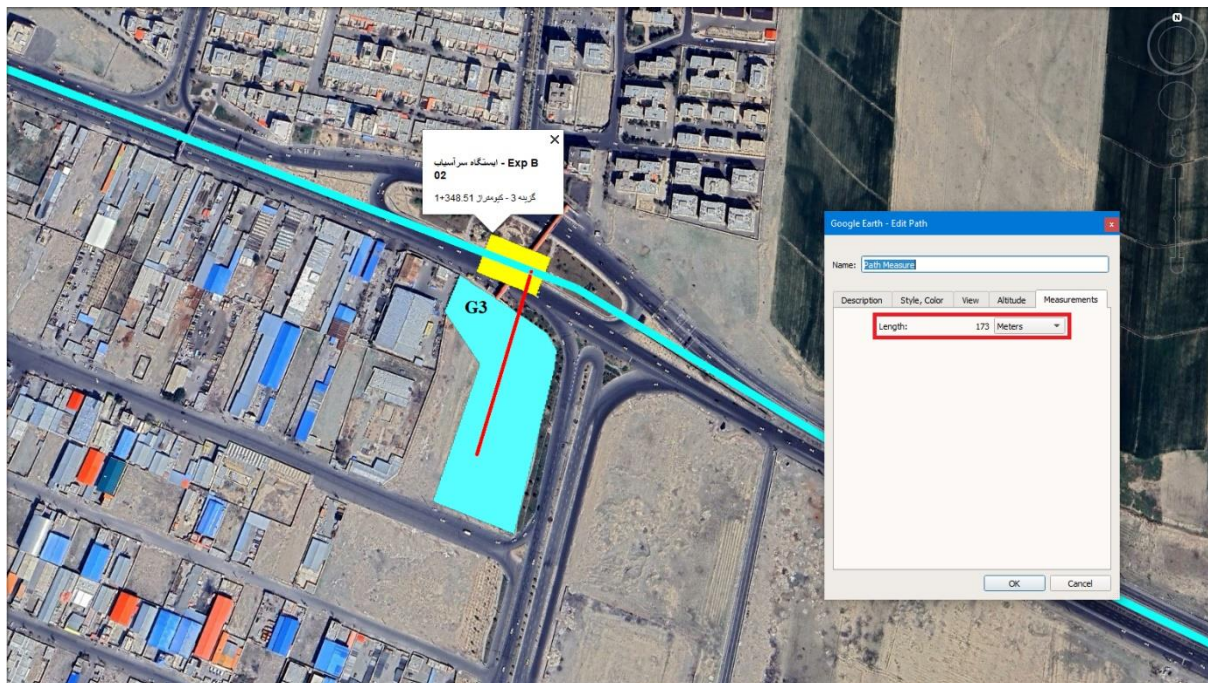 N
ایستگاه سرآسیاب - Exp B
02
گزینه 3 - کیومتراژ 348.51+1
G3
Google Earth - Edit Path
Name: Path Measure
Description Style, Color View Altitude Measurements
Length: 173 Meters
OK Cancel